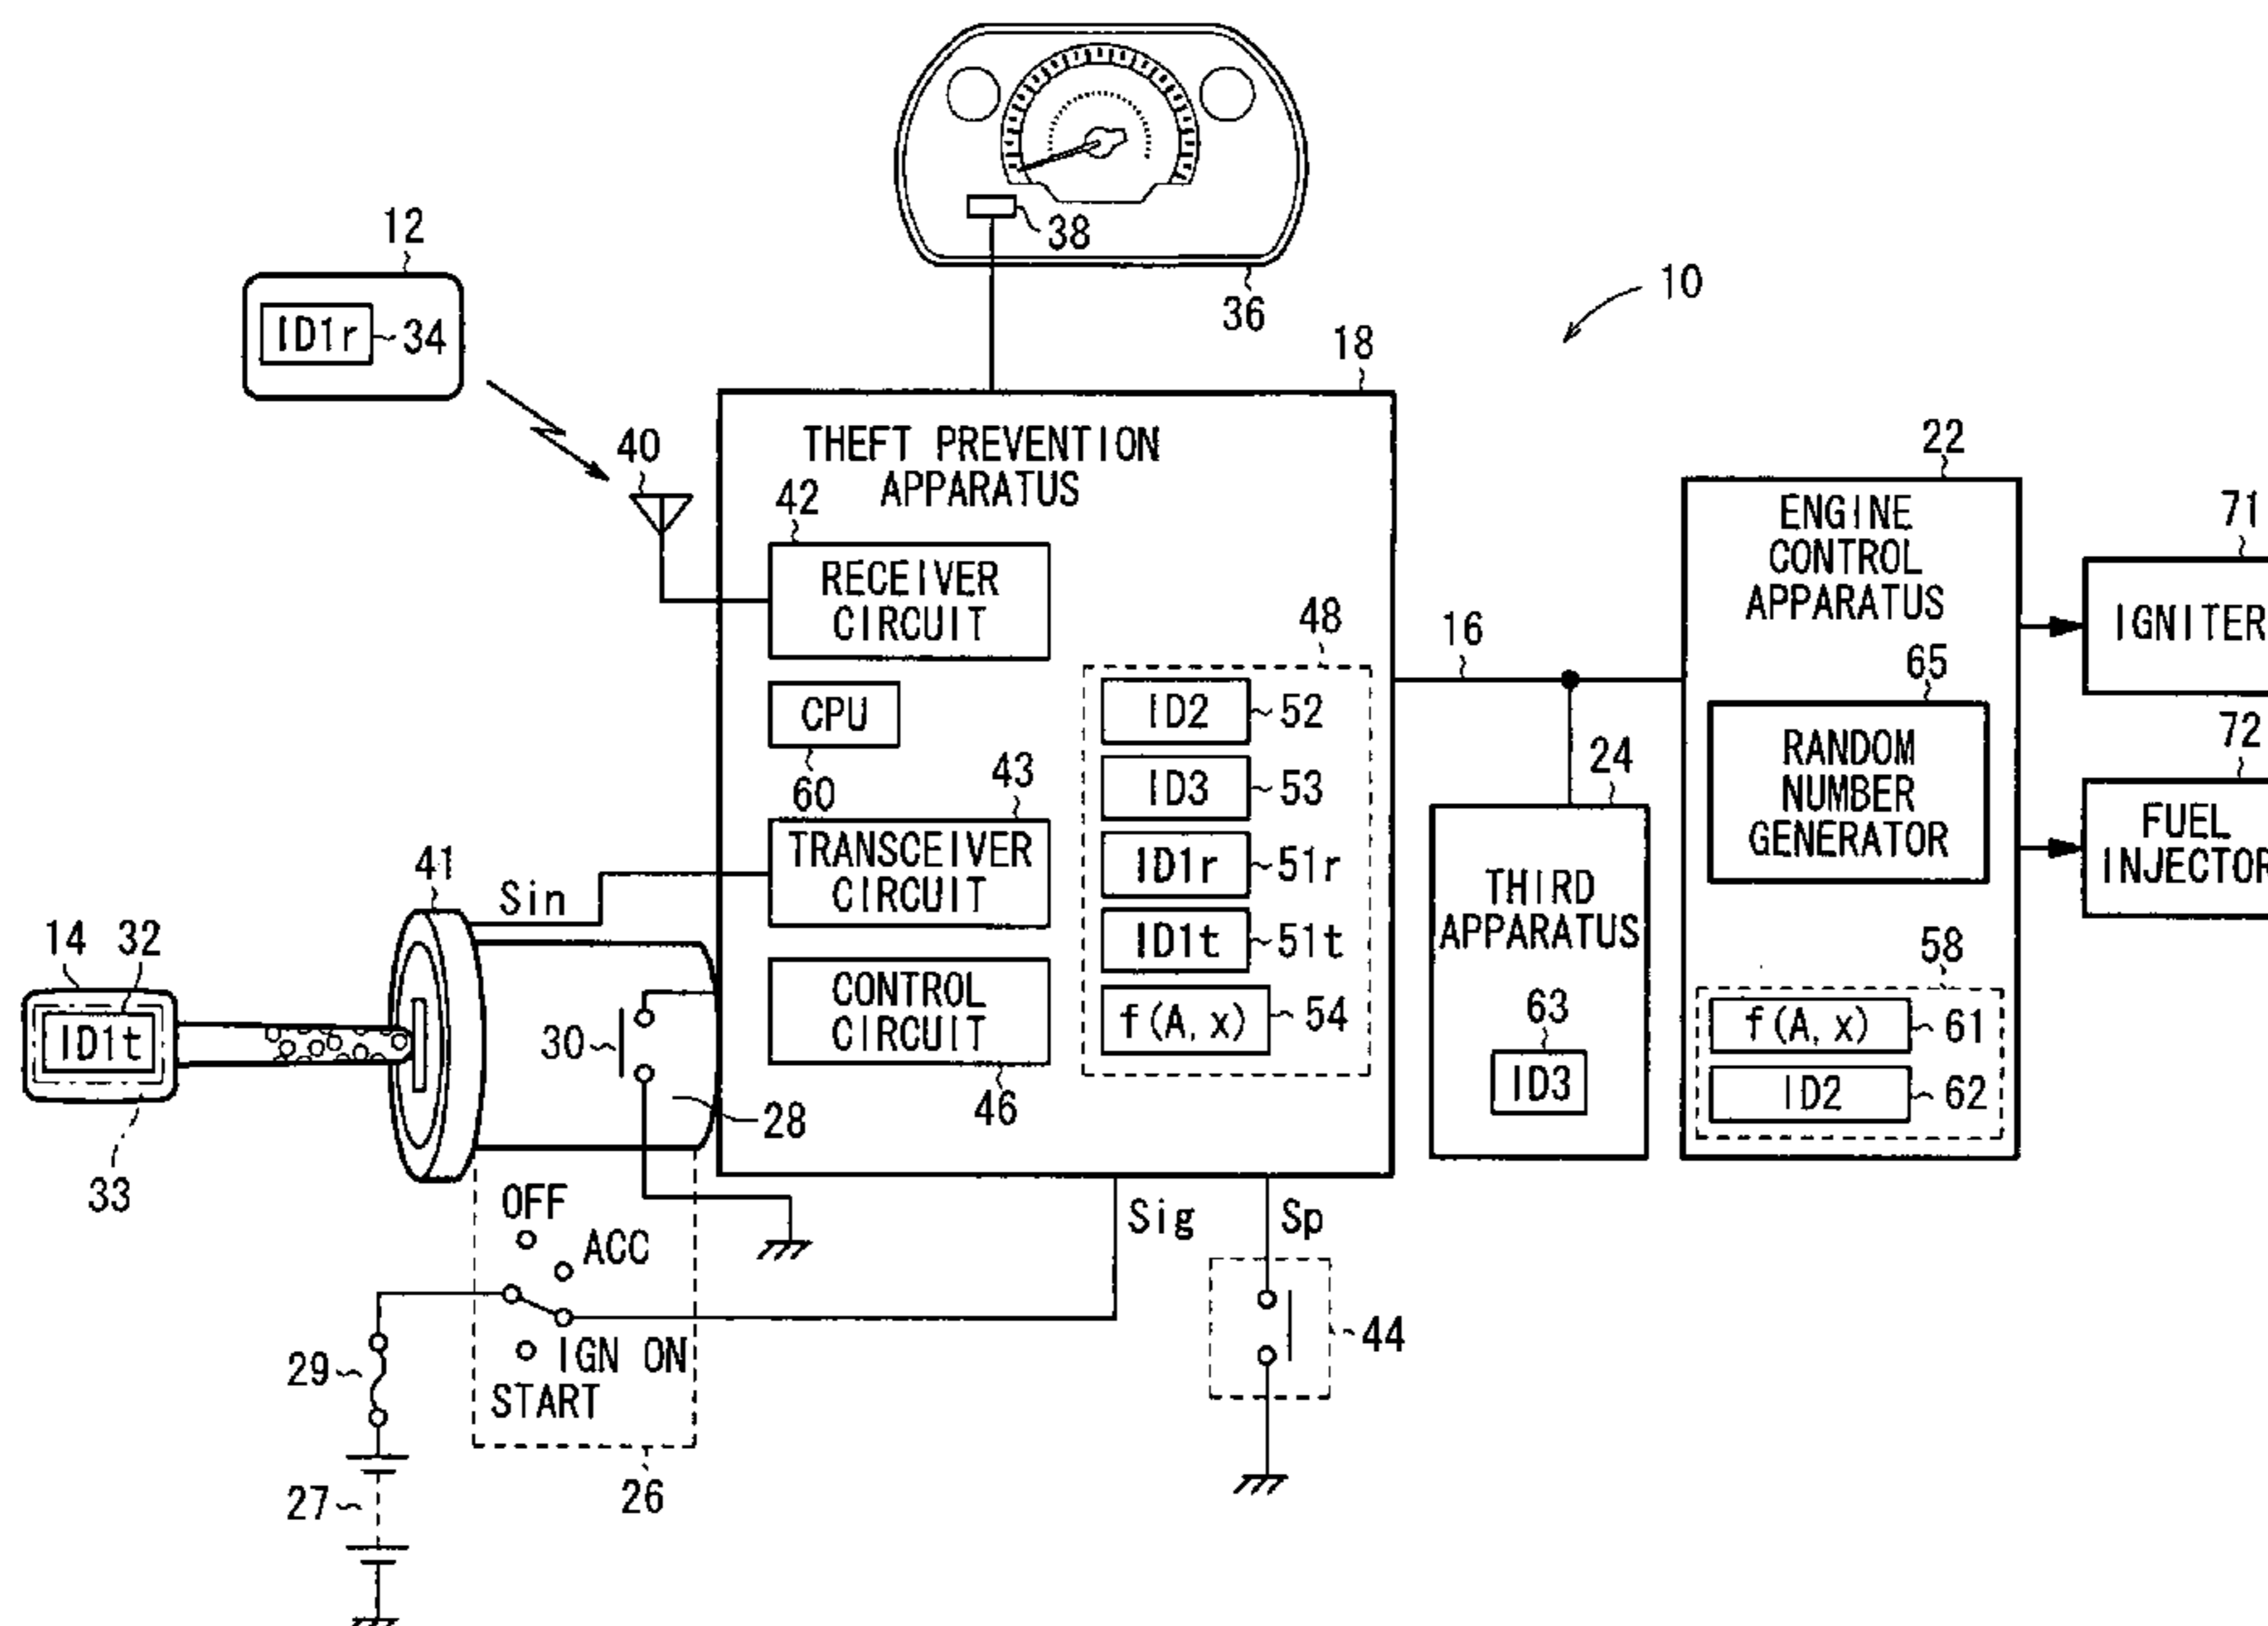 12
ID1r
34
38
36
10
18
THEFT PREVENTION
APPARATUS
40
42
RECEIVER
CIRCUIT
CPU
60
43
TRANSCEIVER
CIRCUIT
CONTROL
CIRCUIT
46
48
ID2
52
ID3
53
ID1r
51r
ID1t
51t
f(A, x)
54
16
24
THIRD
APPARATUS
63
ID3
22
ENGINE
CONTROL
APPARATUS
65
RANDOM
NUMBER
GENERATOR
58
f(A, x)
61
ID2
62
71
IGNITER
72
FUEL
INJECTOR
41
Sin
14
32
ID1t
33
30
28
OFF
ACC
IGN ON
START
26
29
27
Sig
Sp
44